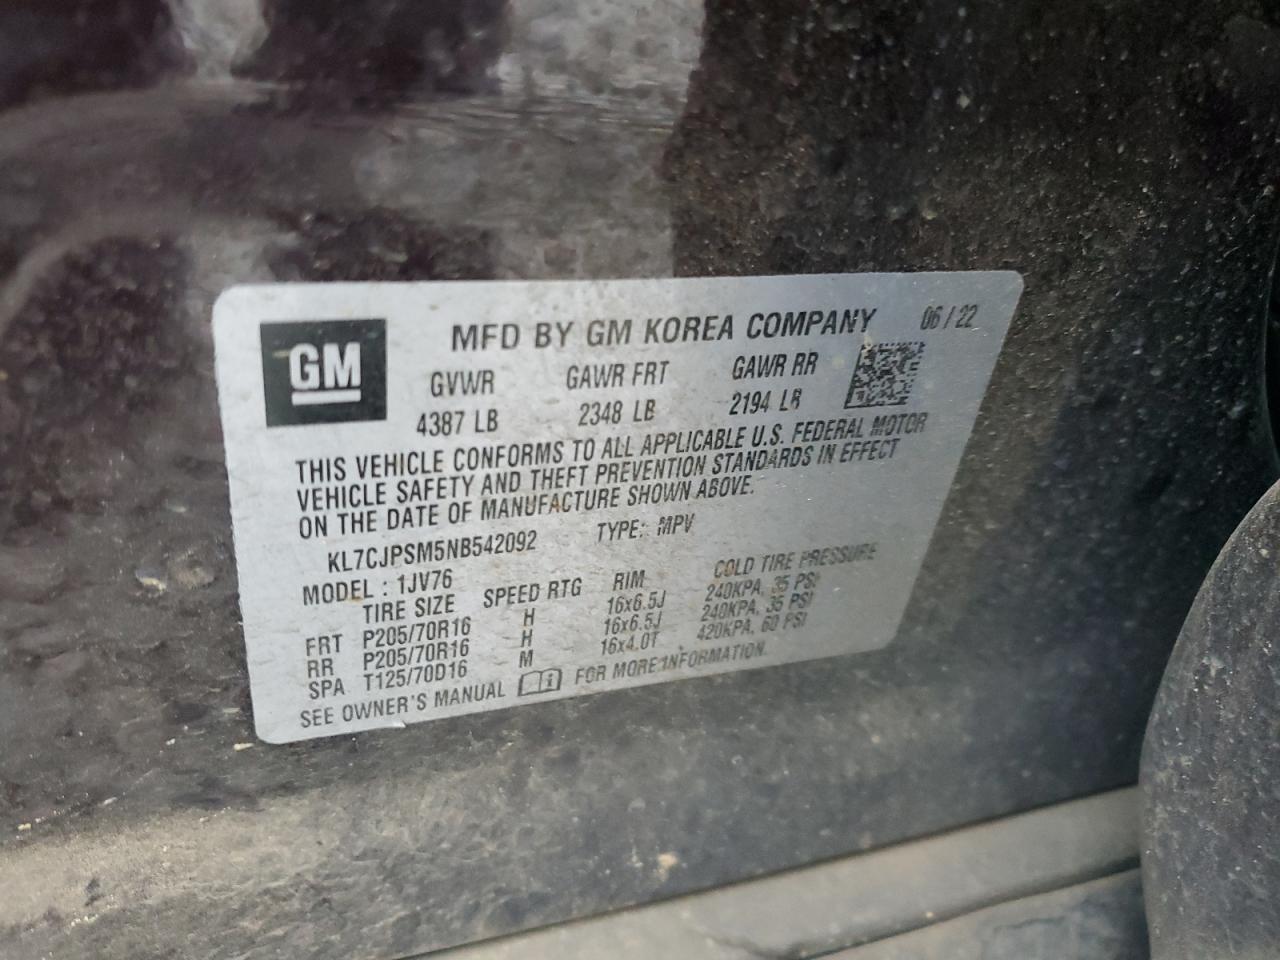 GM
MFD BY GM KOREA COMPANY 06 / 22
GVWR GAWR FRT GAWR RR
4387 LB 2348 LB 2194 LB
THIS VEHICLE CONFORMS TO ALL APPLICABLE U.S. FEDERAL MOTOR
VEHICLE SAFETY AND THEFT PREVENTION STANDARDS IN EFFECT
ON THE DATE OF MANUFACTURE SHOWN ABOVE.
KL7CJPSM5NB542092 TYPE: MPV
MODEL : 1JV76
TIRE SIZE SPEED RTG RIM COLD TIRE PRESSURE
FRT P205/70R16 H 16x6.5J 240KPA, 35 PSI
RR P205/70R16 H 16x6.5J 240KPA, 35 PSI
SPA T125/70D16 M 16x4.0T 420KPA, 60 PSI
SEE OWNER'S MANUAL FOR MORE INFORMATION.